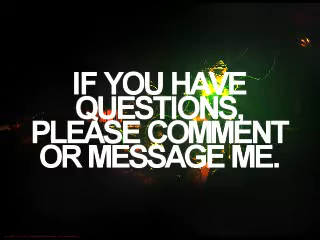 IF YOU HAVE
QUESTIONS,
PLEASE COMMENT
OR MESSAGE ME.